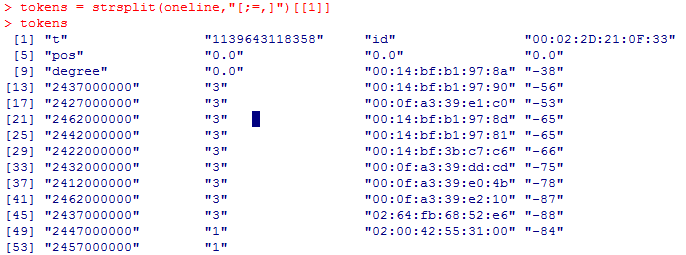 > tokens = strsplit(oneline,"[;=,]")[[1]]
> tokens
[1] "t" "1139643118358" "id" "00:02:2D:21:0F:33"
[5] "pos" "0.0" "0.0" "0.0"
[9] "degree" "0.0" "00:14:bf:b1:97:8a" "-38"
[13] "2437000000" "3" "00:14:bf:b1:97:90" "-56"
[17] "2427000000" "3" "00:0f:a3:39:e1:c0" "-53"
[21] "2462000000" "3" "00:14:bf:b1:97:8d" "-65"
[25] "2442000000" "3" "00:14:bf:b1:97:81" "-65"
[29] "2422000000" "3" "00:14:bf:3b:c7:c6" "-66"
[33] "2432000000" "3" "00:0f:a3:39:dd:cd" "-75"
[37] "2412000000" "3" "00:0f:a3:39:e0:4b" "-78"
[41] "2462000000" "3" "00:0f:a3:39:e2:10" "-87"
[45] "2437000000" "3" "02:64:fb:68:52:e6" "-88"
[49] "2447000000" "1" "02:00:42:55:31:00" "-84"
[53] "2457000000" "1"